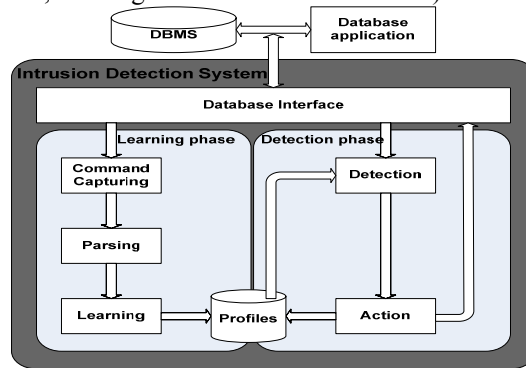 DBMS
Database
application
Intrusion Detection System
Database Interface
Learning phase
Detection phase
Command
Capturing
Detection
Parsing
Learning
Profiles
Action